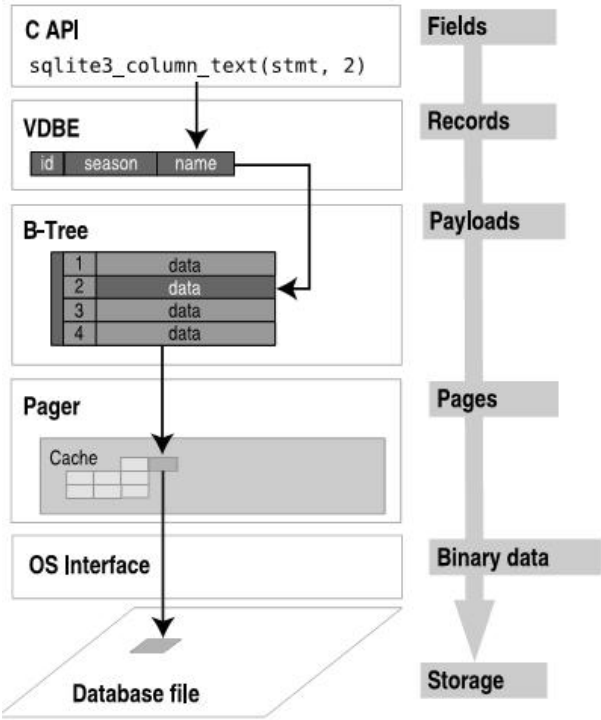 C API
sqlite3_column_text(stmt, 2)
Fields
VDBE
id season name
Records
B-Tree
1 data
2 data
3 data
4 data
Payloads
Pager
Cache
Pages
OS Interface
Binary data
Database file
Storage